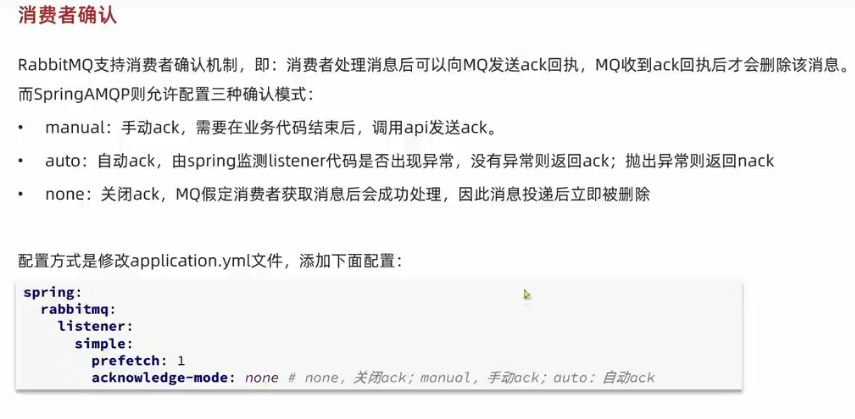 消费者确认
RabbitMQ支持消费者确认机制，即：消费者处理消息后可以向MQ发送ack回执，MQ收到ack回执后才会删除该消息。
而SpringAMQP则允许配置三种确认模式：
• manual：手动ack，需要在业务代码结束后，调用api发送ack。
• auto：自动ack，由spring监测listener代码是否出现异常，没有异常则返回ack；抛出异常则返回nack
• none：关闭ack，MQ假定消费者获取消息后会成功处理，因此消息投递后立即被删除
配置方式是修改application.yml文件，添加下面配置：
spring:
  rabbitmq:
    listener:
      simple:
        prefetch: 1
        acknowledge-mode: none # none，关闭ack；manual，手动ack；auto：自动ack